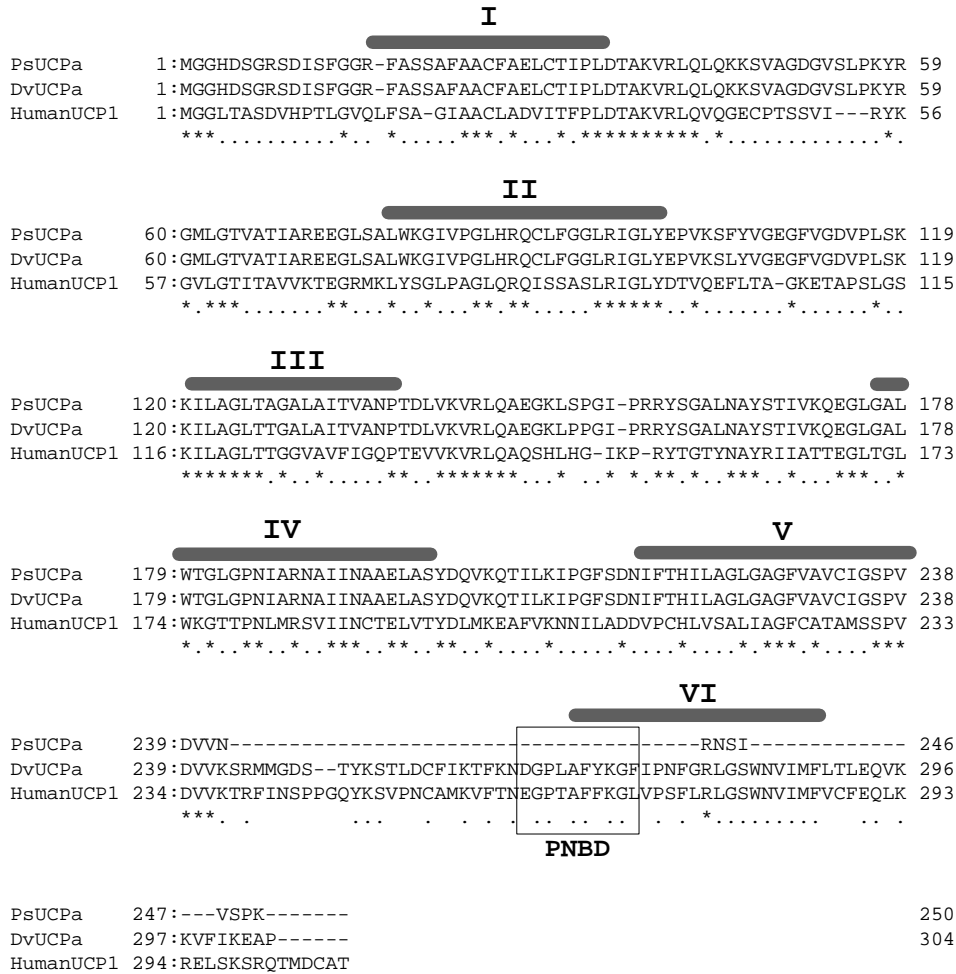 I
PsUCPa 1:MGGHDSGRSDISFGGR-FASSAFAACFAELCTIPLDTAKVRLQLQKKSVAGDGVSLPKYR 59
DvUCPa 1:MGGHDSGRSDISFGGR-FASSAFAACFAELCTIPLDTAKVRLQLQKKSVAGDGVSLPKYR 59
HumanUCP1 1:MGGLTASDVHPTLGVQLFSA-GIAACLADVITFPLDTAKVRLQVQGECPTSSVI---RYK 56
***..........*.. *.....***.*...*.**********.*.............*.
II
PsUCPa 60:GMLGTVATIAREEGLSALWKGIVPGLHRQCLFGGLRIGLYEPVKSFYVGEGFVGDVPLSK 119
DvUCPa 60:GMLGTVATIAREEGLSALWKGIVPGLHRQCLFGGLRIGLYEPVKSLYVGEGFVGDVPLSK 119
HumanUCP1 57:GVLGTITAVVKTEGRMKLYSGLPAGLQRQISSASLRIGLYDTVQEFLTA-GKETAPSLGS 115
*.***.......**...*..*..**.**.....******..*...... *......*..
III
PsUCPa 120:KILAGLTAGALAITVANPTDLVKVRLQAEGKLSPGI-PRRYSGALNAYSTIVKQEGLGAL 178
DvUCPa 120:KILAGLTTGALAITVANPTDLVKVRLQAEGKLPPGI-PRRYSGALNAYSTIVKQEGLGAL 178
HumanUCP1 116:KILAGLTTGGVAVFIGQPTEVVKVRLQAQSHLHG-IKP-RYTGTYNAYRIIATTEGLTGL 173
*******.*..*.....**..*******...* .. * .**.*..***..*...***..*
IV V
PsUCPa 179:WTGLGPNIARNAIINAAELASYDQVKQTILKIPGFSDNIFTHILAGLGAGFVAVCIGSPV 238
DvUCPa 179:WTGLGPNIARNAIINAAELASYDQVKQTILKIPGFSDNIFTHILAGLGAGFVAVCIGSPV 238
HumanUCP1 174:WKGTTPNLMRSVIINCTELVTYDLMKEAFVKNNILADDVPCHLVSALIAGFCATAMSSPV 233
*.*..**..*..***..**..**..*.....*.....*...*....*.***.*....***
VI
PsUCPa 239:DVVN---------------------------------------RNSI------------- 246
DvUCPa 239:DVVKSRMMGDS--TYKSTLDCFIKTFKNDGPLAFYKGFIPNFGRLGSWNVIMFLTLEQVK 296
HumanUCP1 234:DVVKTRFINSPPGQYKSVPNCAMKVFTNEGPTAFFKGLVPSFLRLGSWNVIMFVCFEQLK 293
***. . ... . . . .. .. .. . . . *......... .. .
PNBD
PsUCPa 247:---VSPK------- 250
DvUCPa 297:KVFIKEAP------ 304
HumanUCP1 294:RELSKSRQTMDCAT